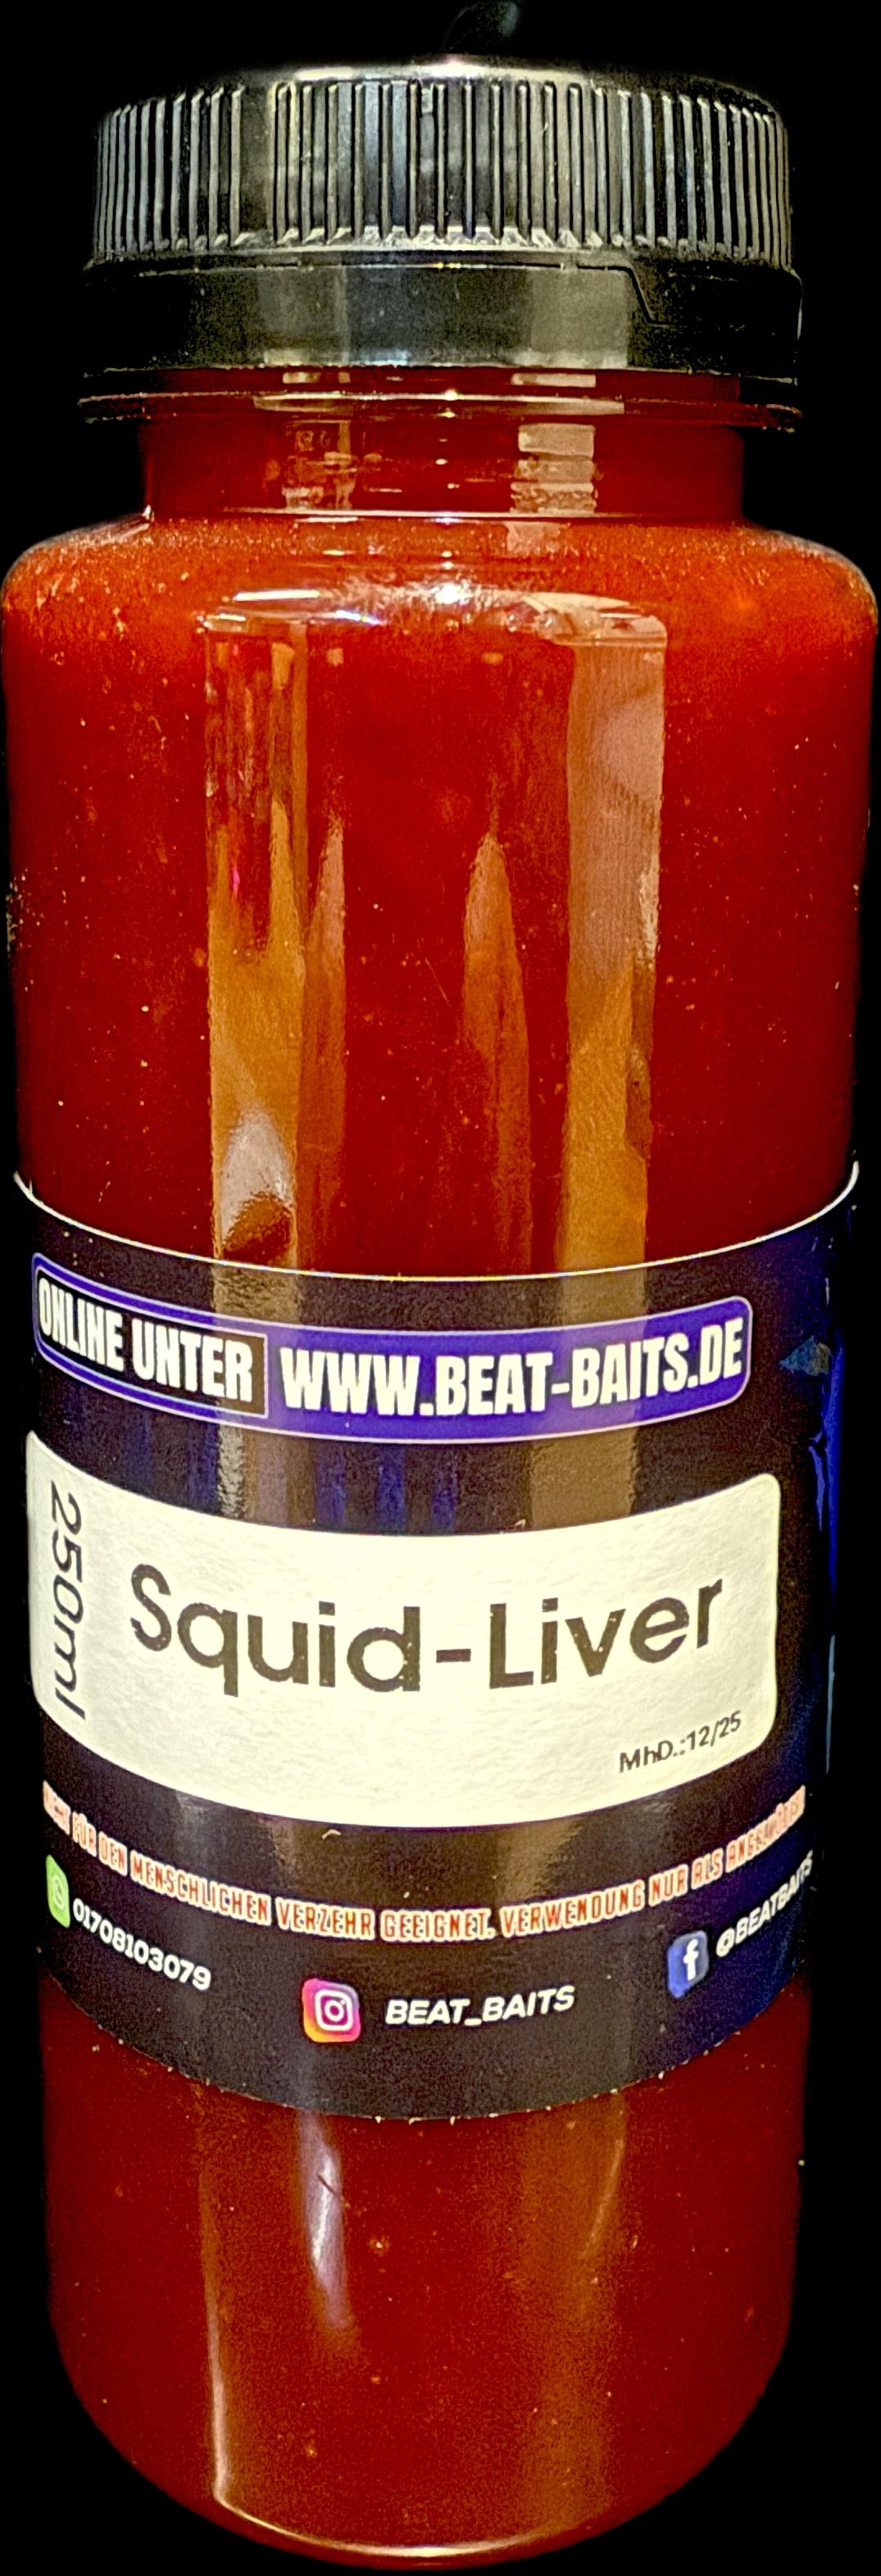 ONLINE UNTER WWW.BEAT-BAITS.DE
250ml
Squid-Liver
MhD.:12/25
FÜR DEN MENSCHLICHEN VERZEHR GEEIGNET. VERWENDUNG NUR ALS
01708103079
BEAT_BAITS
@BEATBAITS